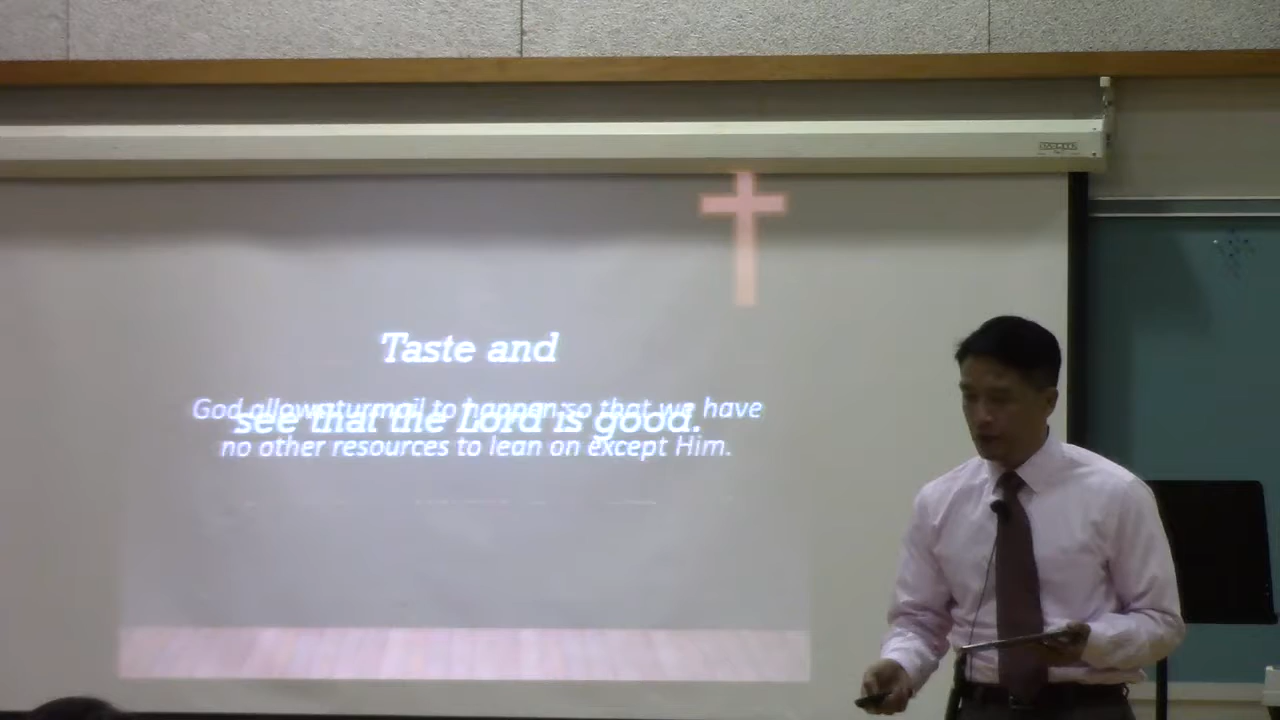 Taste and
God allows turmoil to happen so that we have
see that the Lord is good.
no other resources to lean on except Him.